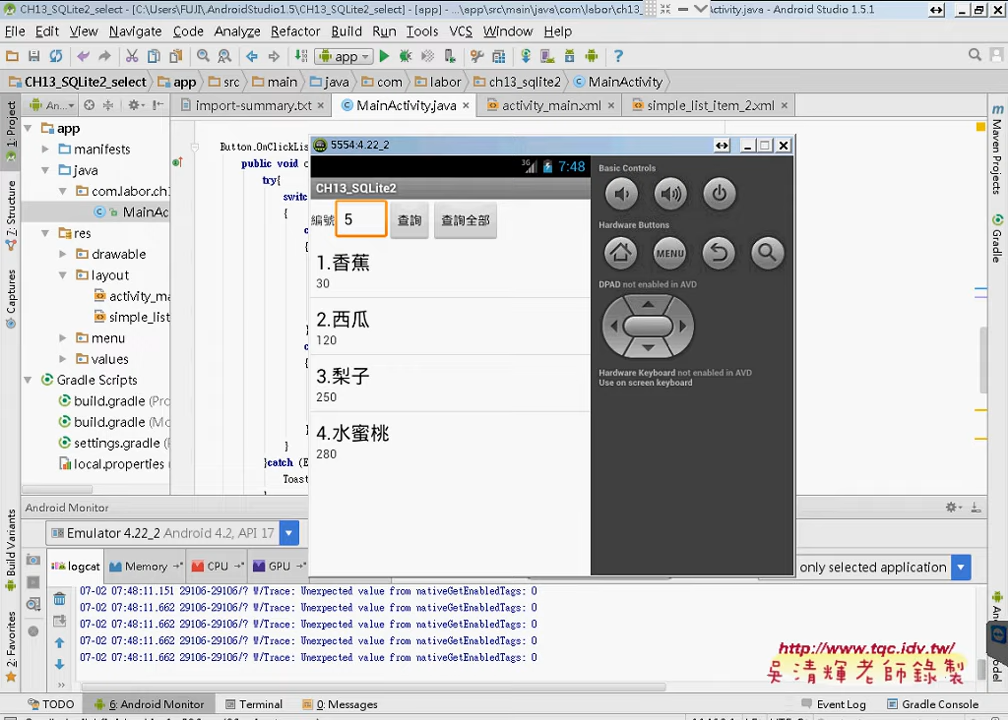 CH13_SQLite2_select - [C:\Users\FUJI\.AndroidStudio1.5\CH13_SQLite2_select] - [app] - ...\app\src\main\java\com\labor\ch13_
Activity.java - Android Studio 1.5.1
File Edit View Navigate Code Analyze Refactor Build Run Tools VCS Window Help
app
CH13_SQLite2_select app src main java com labor ch13_sqlite2 MainActivity
An... import-summary.txt MainActivity.java activity_main.xml simple_list_item_2.xml
1: Project
2: Structure
Captures
Build Variants
2: Favorites
Maven Projects
Gradle
app
manifests
java
com.labor.ch
MainAc
res
drawable
layout
activity_ma
simple_list
menu
values
Gradle Scripts
build.gradle (Pro
build.gradle (Mo
settings.gradle
local.properties
Button.OnClickLis
public void c
try{
switc
{
}
}catch (E
Toast
5554:4.22_2
3G 7:48
CH13_SQLite2
編號 5 查詢 查詢全部
1.香蕉
30
2.西瓜
120
3.梨子
250
4.水蜜桃
280
Basic Controls
Hardware Buttons
MENU
DPAD not enabled in AVD
Hardware Keyboard not enabled in AVD
Use on screen keyboard
Android Monitor
Emulator 4.22_2 Android 4.2, API 17
logcat Memory CPU GPU
only selected application
07-02 07:48:11.151 29106-29106/? W/Trace: Unexpected value from nativeGetEnabledTags: 0
07-02 07:48:11.662 29106-29106/? W/Trace: Unexpected value from nativeGetEnabledTags: 0
07-02 07:48:11.662 29106-29106/? W/Trace: Unexpected value from nativeGetEnabledTags: 0
07-02 07:48:11.662 29106-29106/? W/Trace: Unexpected value from nativeGetEnabledTags: 0
07-02 07:48:11.662 29106-29106/? W/Trace: Unexpected value from nativeGetEnabledTags: 0
http://www.tqc.idv.tw/
吳清輝老師錄製
TODO 6: Android Monitor Terminal 0: Messages Event Log Gradle Console